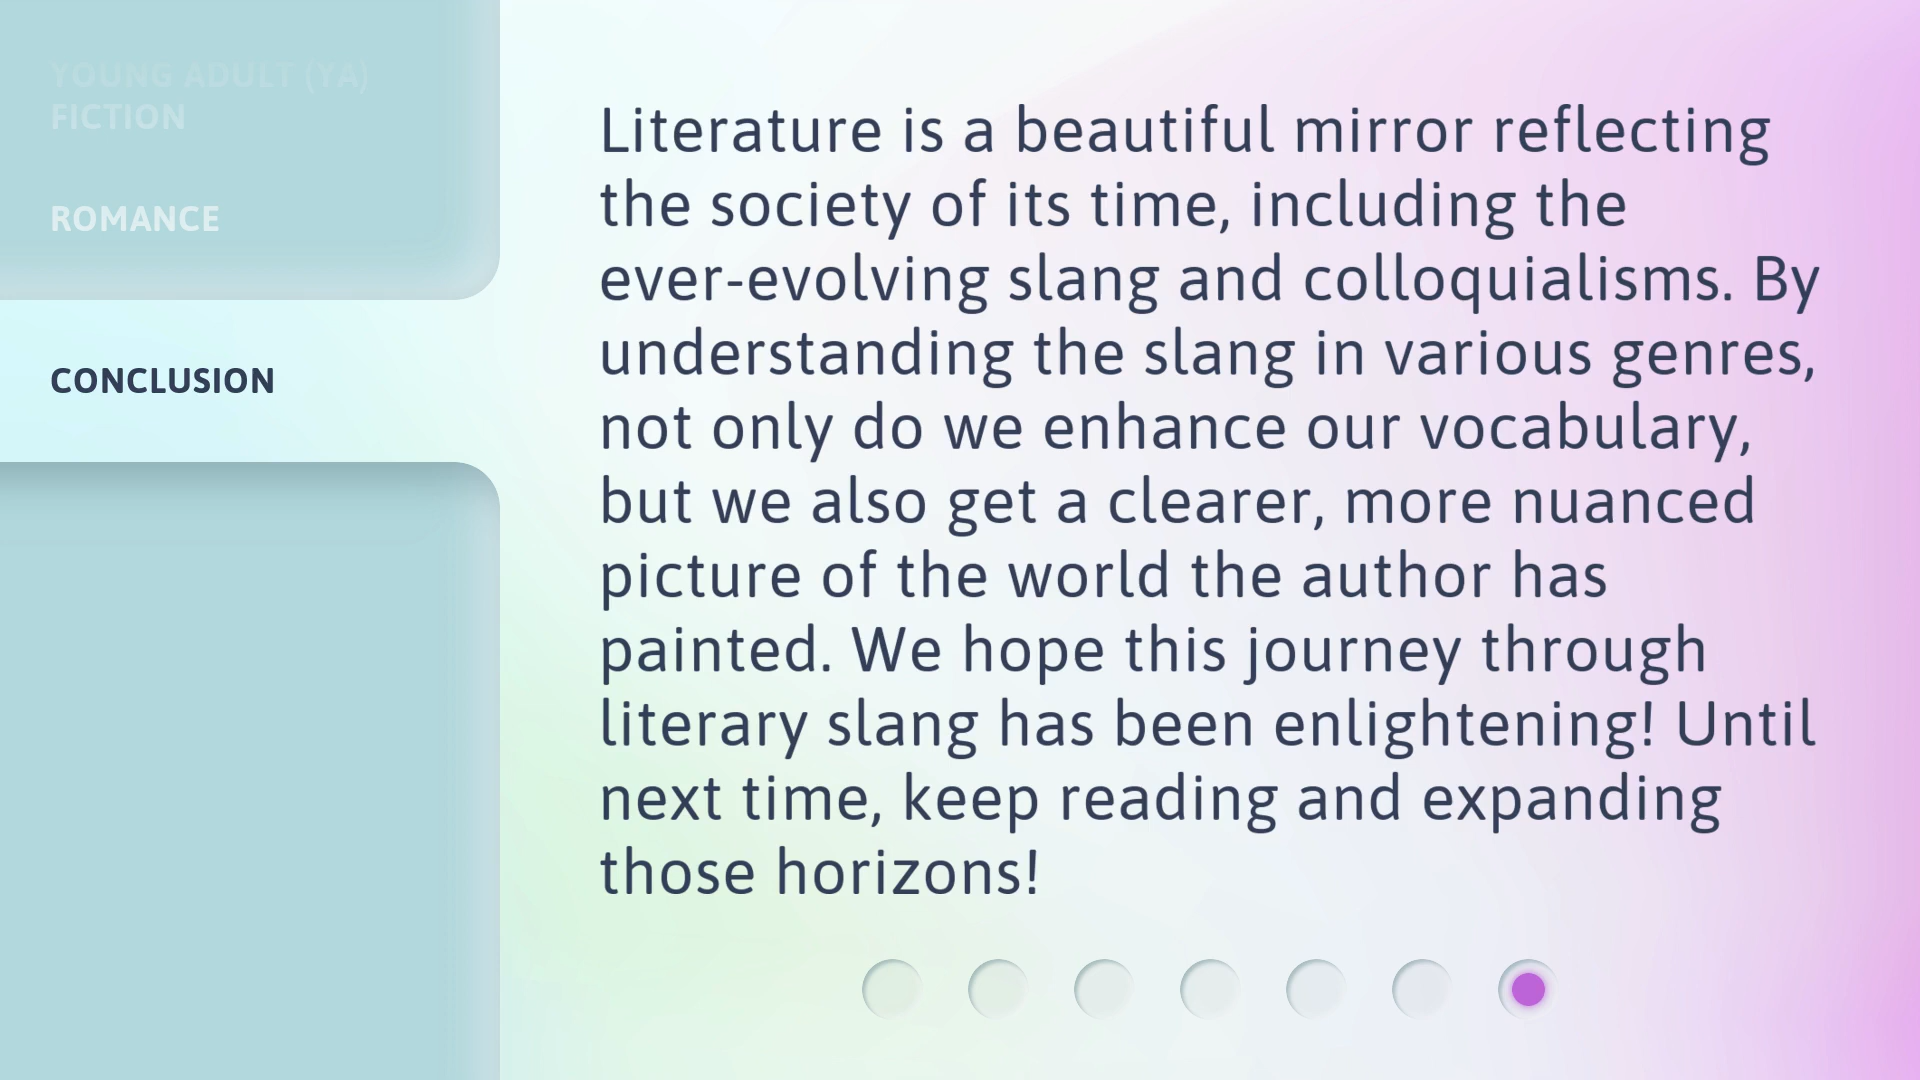 YOUNG ADULT (YA)
FICTION
ROMANCE
CONCLUSION
Literature is a beautiful mirror reflecting
the society of its time, including the
ever-evolving slang and colloquialisms. By
understanding the slang in various genres,
not only do we enhance our vocabulary,
but we also get a clearer, more nuanced
picture of the world the author has
painted. We hope this journey through
literary slang has been enlightening! Until
next time, keep reading and expanding
those horizons!